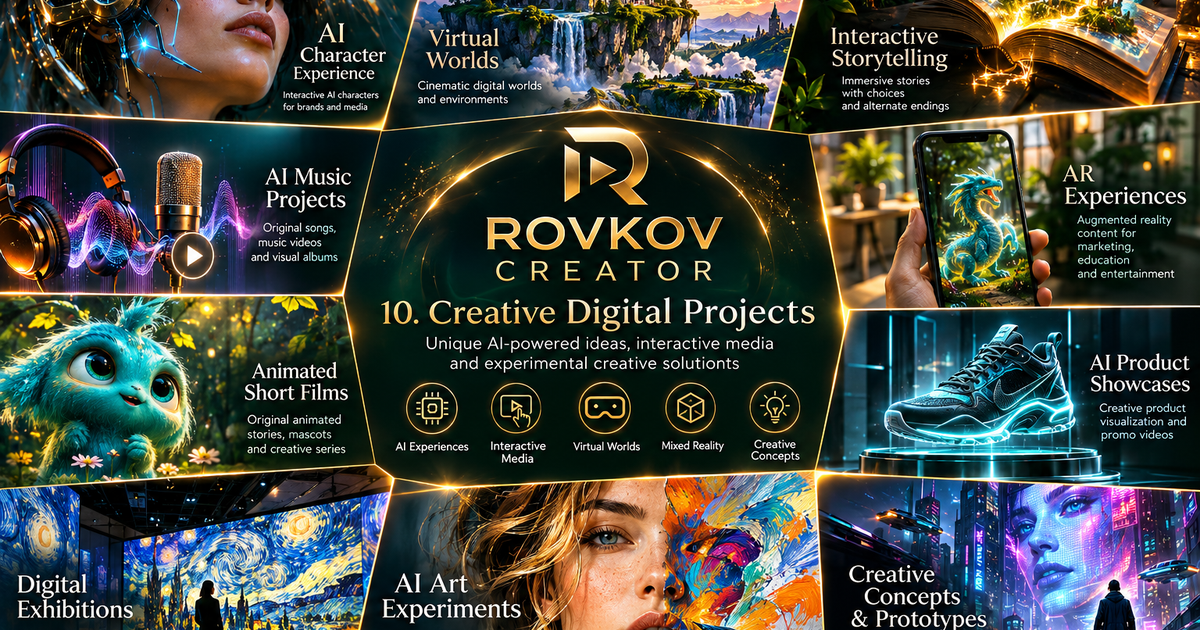 AI
Character
Experience
Interactive AI characters
for brands and media
Virtual
Worlds
Cinematic digital worlds
and environments
Interactive
Storytelling
Immersive stories
with choices
and alternate endings
AI Music
Projects
Original songs,
music videos
and visual albums
AR
Experiences
Augmented reality
content for
marketing,
education
and entertainment
R
ROVKOV
CREATOR
10. Creative Digital Projects
Unique AI-powered ideas, interactive media
and experimental creative solutionts
AI Experiences
Interactive
Media
Virtual Worlds
Mixed Reality
Creative
Concepts
Animated
Short Films
Original animated
stories, mascots
and creative series
AI Product
Showcases
Creative product
visualization and
promo videos
Digital
Exhibitions
AI Art
Experiments
Creative
Concepts
& Prototypes